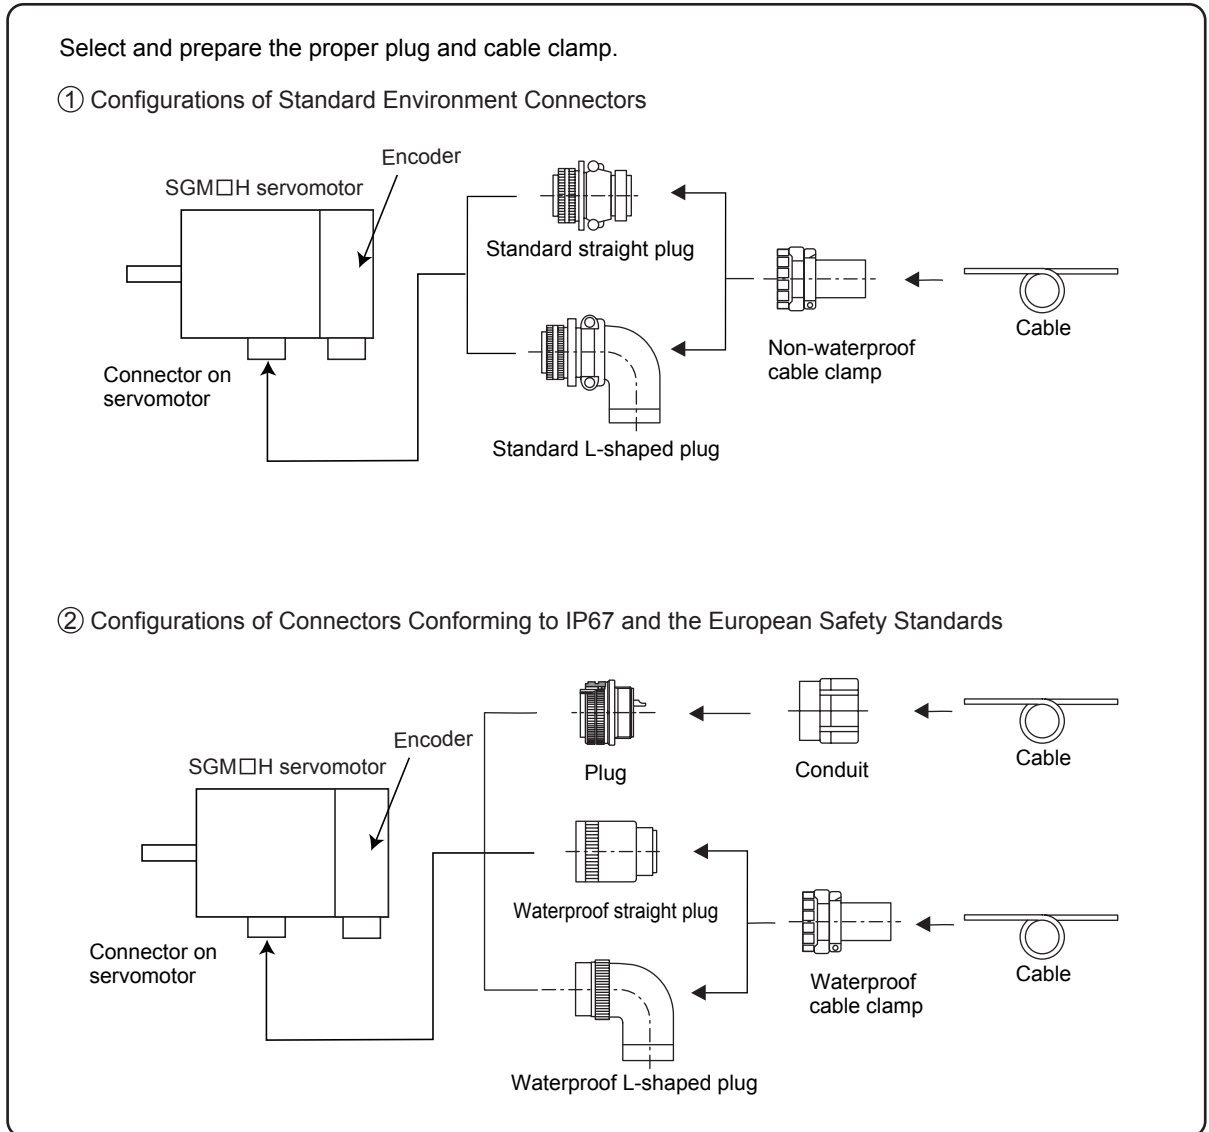 Select and prepare the proper plug and cable clamp.
① Configurations of Standard Environment Connectors
Encoder
SGM□H servomotor
Standard straight plug
Cable
Non-waterproof
cable clamp
Connector on
servomotor
Standard L-shaped plug
② Configurations of Connectors Conforming to IP67 and the European Safety Standards
Encoder
SGM□H servomotor
Plug
Conduit
Cable
Waterproof straight plug
Connector on
servomotor
Waterproof
cable clamp
Cable
Waterproof L-shaped plug